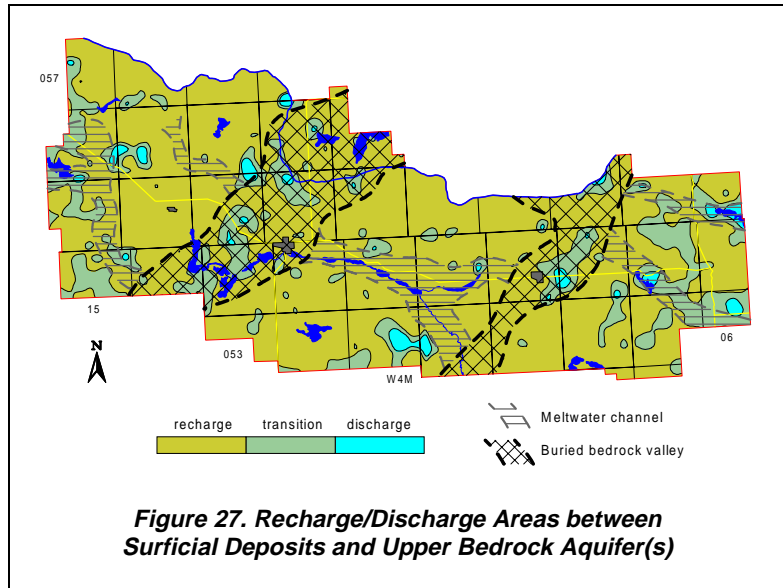 057
15
053
W4M
06
N
recharge transition discharge
Meltwater channel
Buried bedrock valley
Figure 27. Recharge/Discharge Areas between
Surficial Deposits and Upper Bedrock Aquifer(s)